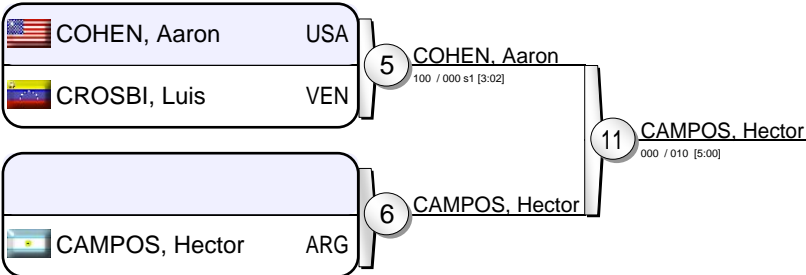 COHEN, Aaron USA
CROSBI, Luis VEN
5
COHEN, Aaron
100 / 000 s1 [3:02]
11
CAMPOS, Hector
000 / 010 [5:00]
6
CAMPOS, Hector
CAMPOS, Hector ARG